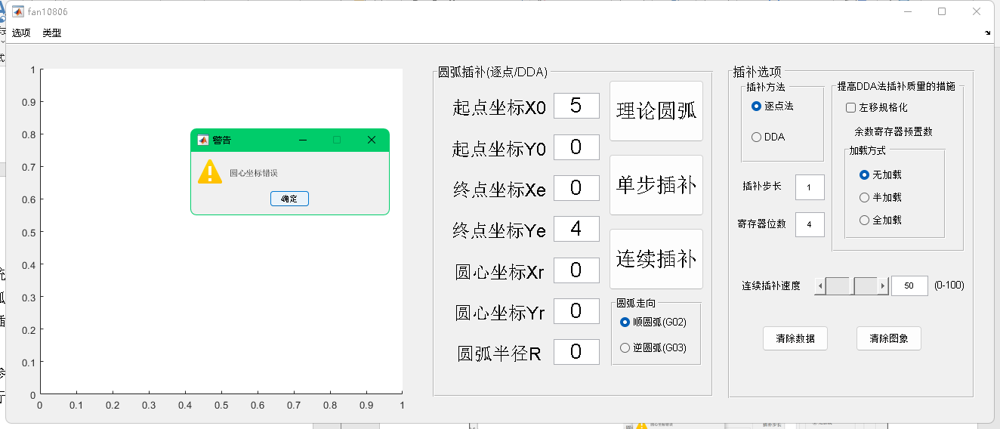 fan10806
选项 类型
1
0.9
0.8
0.7
0.6
0.5
0.4
0.3
0.2
0.1
0
0 0.1 0.2 0.3 0.4 0.5 0.6 0.7 0.8 0.9 1
警告
圆心坐标错误
确定
圆弧插补(逐点/DDA)
起点坐标X0 5
起点坐标Y0 0
终点坐标Xe 0
终点坐标Ye 4
圆心坐标Xr 0
圆心坐标Yr 0
圆弧半径R 0
理论圆弧
单步插补
连续插补
圆弧走向
顺圆弧(G02)
逆圆弧(G03)
插补选项
插补方法
逐点法
DDA
插补步长 1
寄存器位数 4
提高DDA法插补质量的措施
左移规格化
余数寄存器预置数
加载方式
无加载
半加载
全加载
连续插补速度 50 (0-100)
清除数据 清除图象